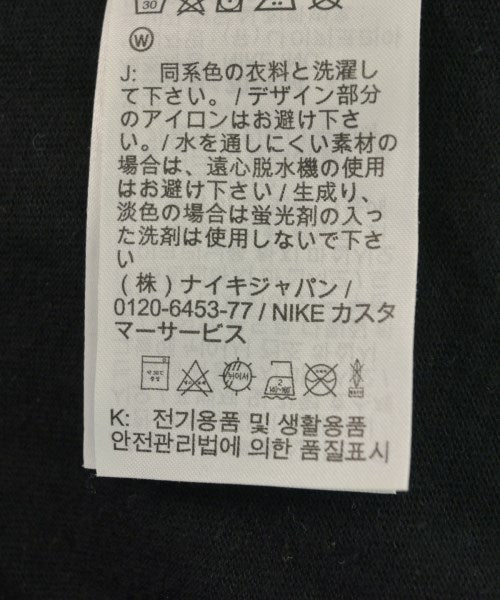 30
W
J: 同系色の衣料と洗濯し
て下さい。/ デザイン部分
のアイロンはお避け下さ
い。/ 水を通しにくい素材の
場合は、遠心脱水機の使用
はお避け下さい / 生成り、
淡色の場合は蛍光剤の入っ
た洗剤は使用しないで下さ
い
(株) ナイキジャパン /
0120-6453-77 / NIKE カスタ
マーサービス
K: 전기용품 및 생활용품
안전관리법에 의한 품질표시